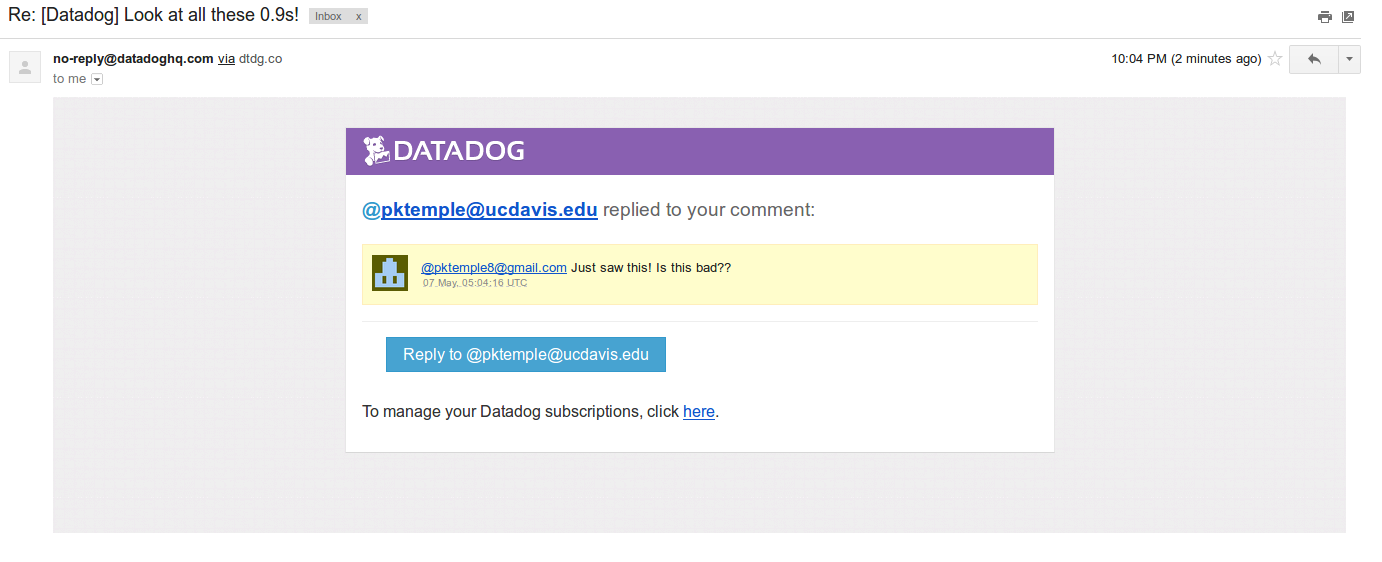 Re: [Datadog] Look at all these 0.9s! Inbox x
no-reply@datadoghq.com via dtdg.co 10:04 PM (2 minutes ago)
to me
DATADOG
@pktemple@ucdavis.edu replied to your comment:
@pktemple8@gmail.com Just saw this! Is this bad??
07 May, 05:04:16 UTC
Reply to @pktemple@ucdavis.edu
To manage your Datadog subscriptions, click here.